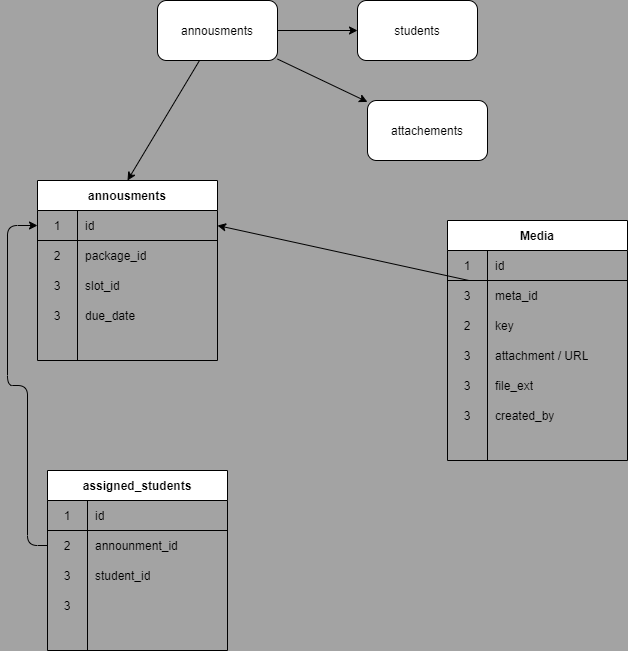 annousments
students
attachements
annousments
1 id
2 package_id
3 slot_id
3 due_date
Media
1 id
3 meta_id
2 key
3 attachment / URL
3 file_ext
3 created_by
assigned_students
1 id
2 announment_id
3 student_id
3